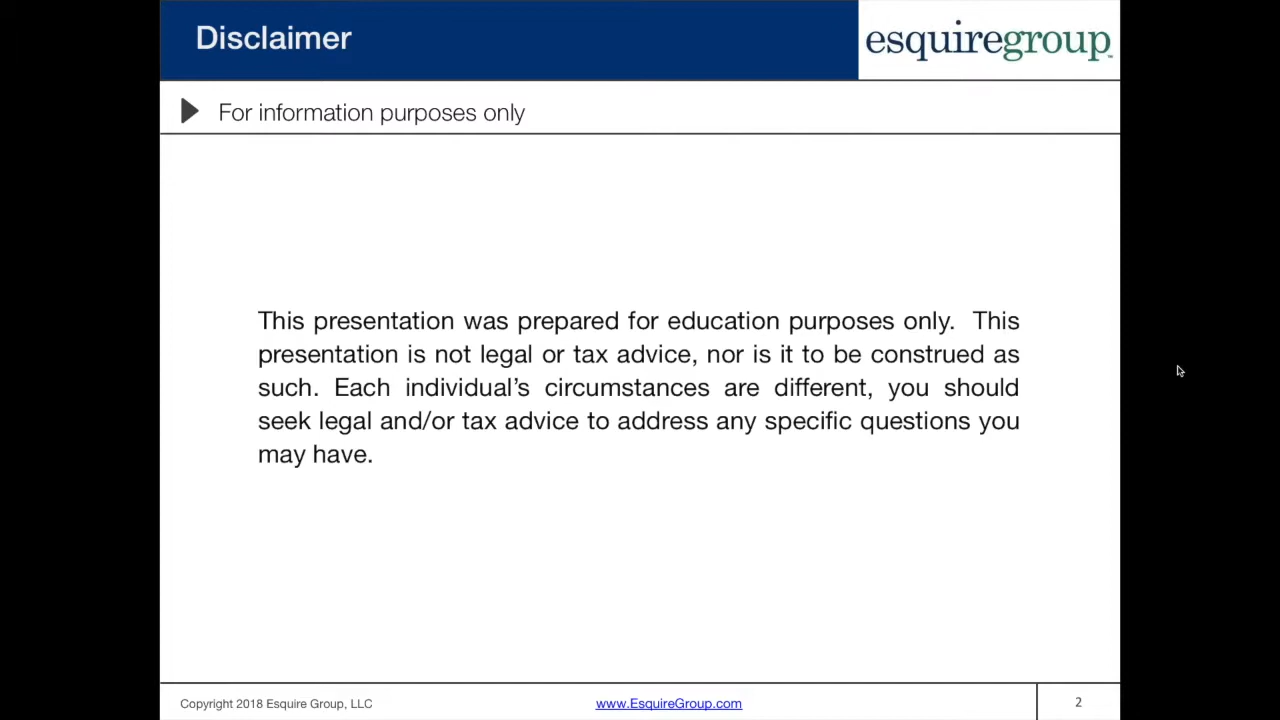 Disclaimer
esquiregroup™
For information purposes only
This presentation was prepared for education purposes only. This
presentation is not legal or tax advice, nor is it to be construed as
such. Each individual’s circumstances are different, you should
seek legal and/or tax advice to address any specific questions you
may have.
Copyright 2018 Esquire Group, LLC
www.EsquireGroup.com
2